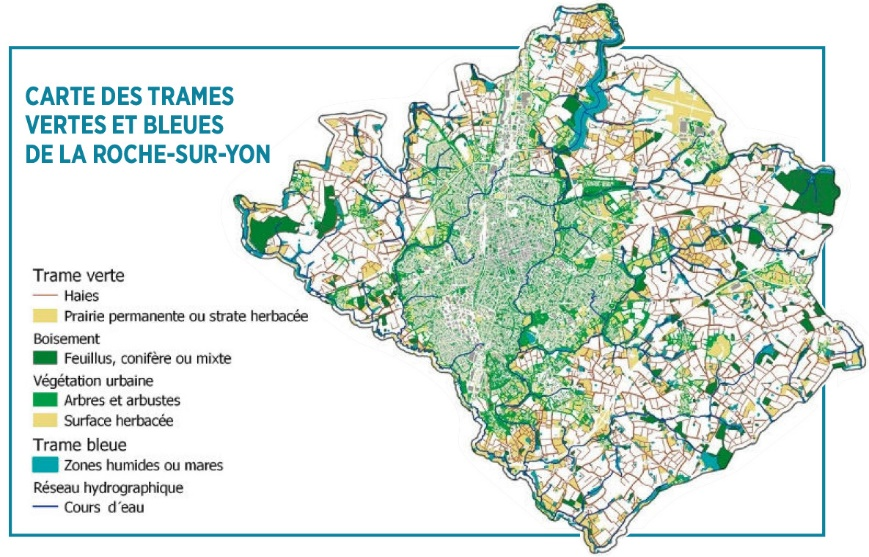 CARTE DES TRAMES
VERTES ET BLEUES
DE LA ROCHE-SUR-YON
Trame verte
Haies
Prairie permanente ou strate herbacée
Boisement
Feuillus, conifère ou mixte
Végétation urbaine
Arbres et arbustes
Surface herbacée
Trame bleue
Zones humides ou mares
Réseau hydrographique
Cours d´eau